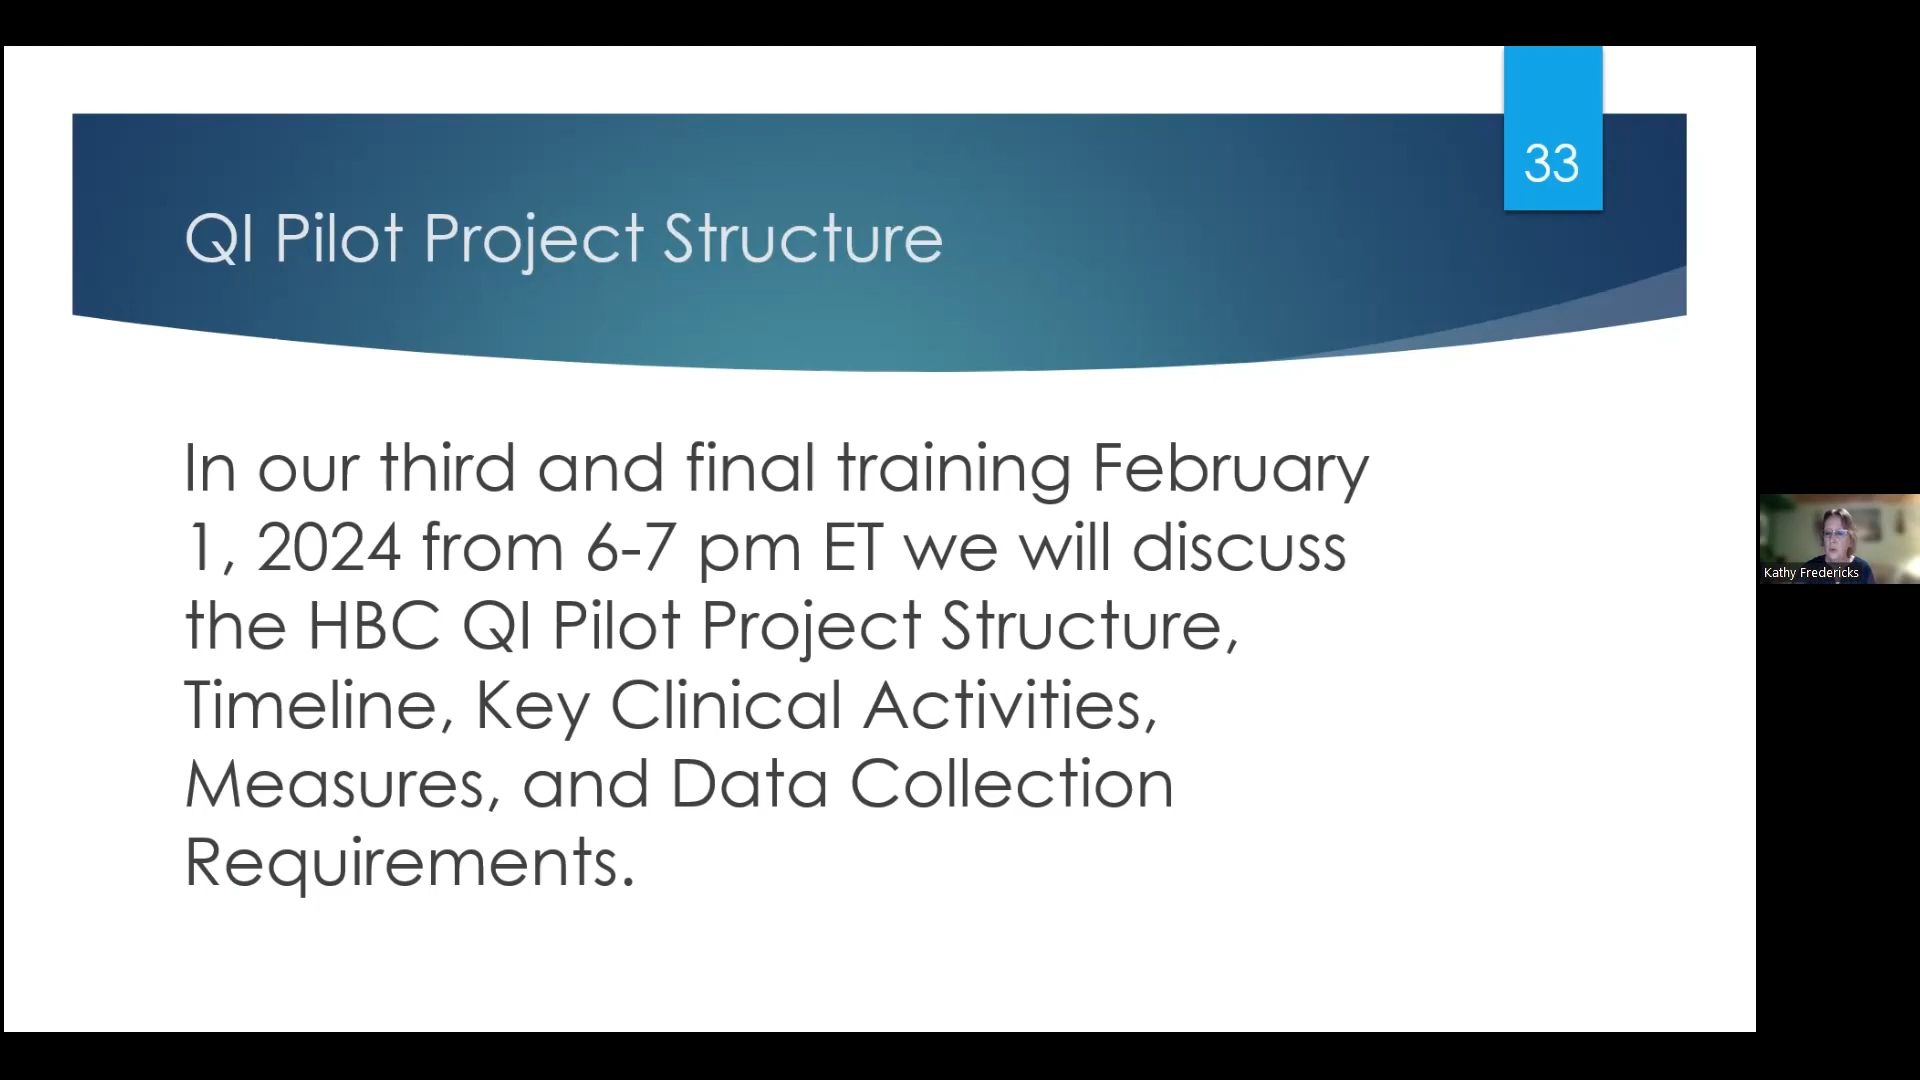 33
QI Pilot Project Structure
In our third and final training February
1, 2024 from 6-7 pm ET we will discuss
the HBC QI Pilot Project Structure,
Timeline, Key Clinical Activities,
Measures, and Data Collection
Requirements.
Kathy Fredericks